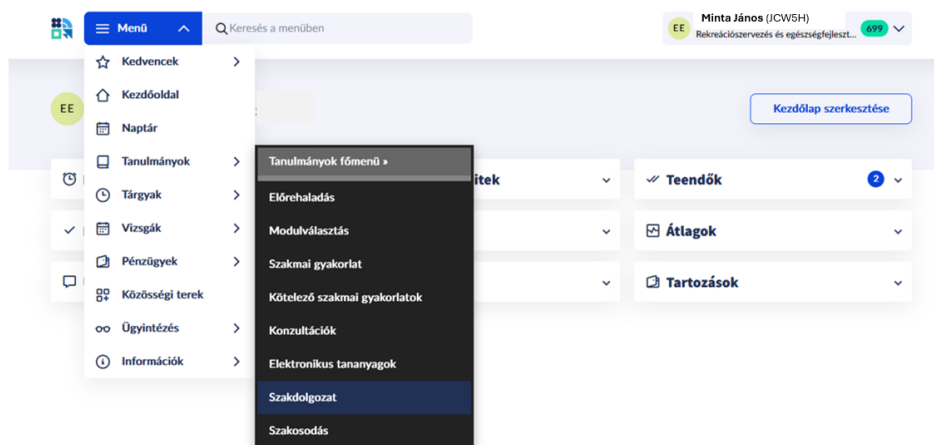 Menü
Keresés a menüben
EE
Minta János (JCW5H)
Rekreációszervezés és egészségfejleszt...
699
Kedvencek
Kezdőoldal
Naptár
Tanulmányok
Tárgyak
Vizsgák
Pénzügyek
Közösségi terek
Ügyintézés
Információk
EE
Kezdőlap szerkesztése
Tanulmányok főmenü »
Előrehaladás
Modulválasztás
Szakmai gyakorlat
Kötelező szakmai gyakorlatok
Konzultációk
Elektronikus tananyagok
Szakdolgozat
Szakosodás
itek
Teendők
2
Átlagok
Tartozások